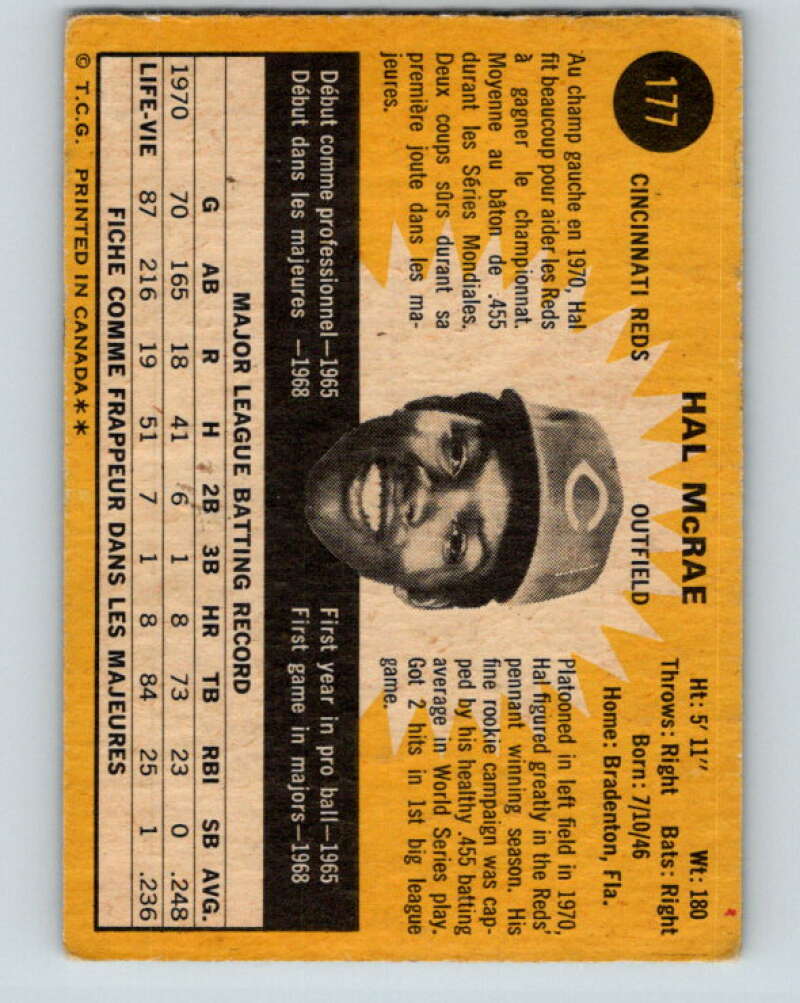 177
HAL McRAE
CINCINNATI REDS
OUTFIELD
Ht: 5' 11" Wt: 180
Throws: Right Bats: Right
Born: 7/10/46
Home: Bradenton, Fla.
Au champ gauche en 1970, Hal
fit beaucoup pour aider les Reds
à gagner le championnat.
Moyenne au bâton de .455
durant les Séries Mondiales.
Deux coups sûrs durant sa
première joute dans les ma-
jeures.
C
Platooned in left field in 1970,
Hal figured greatly in the Reds'
pennant winning season. His
fine rookie campaign was cap-
ped by his healthy .455 batting
average in World Series play.
Got 2 hits in 1st big league
game.
Début comme professionnel—1965
Début dans les majeures —1968
First year in pro ball—1965
First game in majors—1968
MAJOR LEAGUE BATTING RECORD
G AB R H 2B 3B HR TB RBI SB AVG.
1970 70 165 18 41 6 1 8 73 23 0 .248
LIFE-VIE 87 216 19 51 7 1 8 84 25 1 .236
FICHE COMME FRAPPEUR DANS LES MAJEURES
© T.C.G. PRINTED IN CANADA**